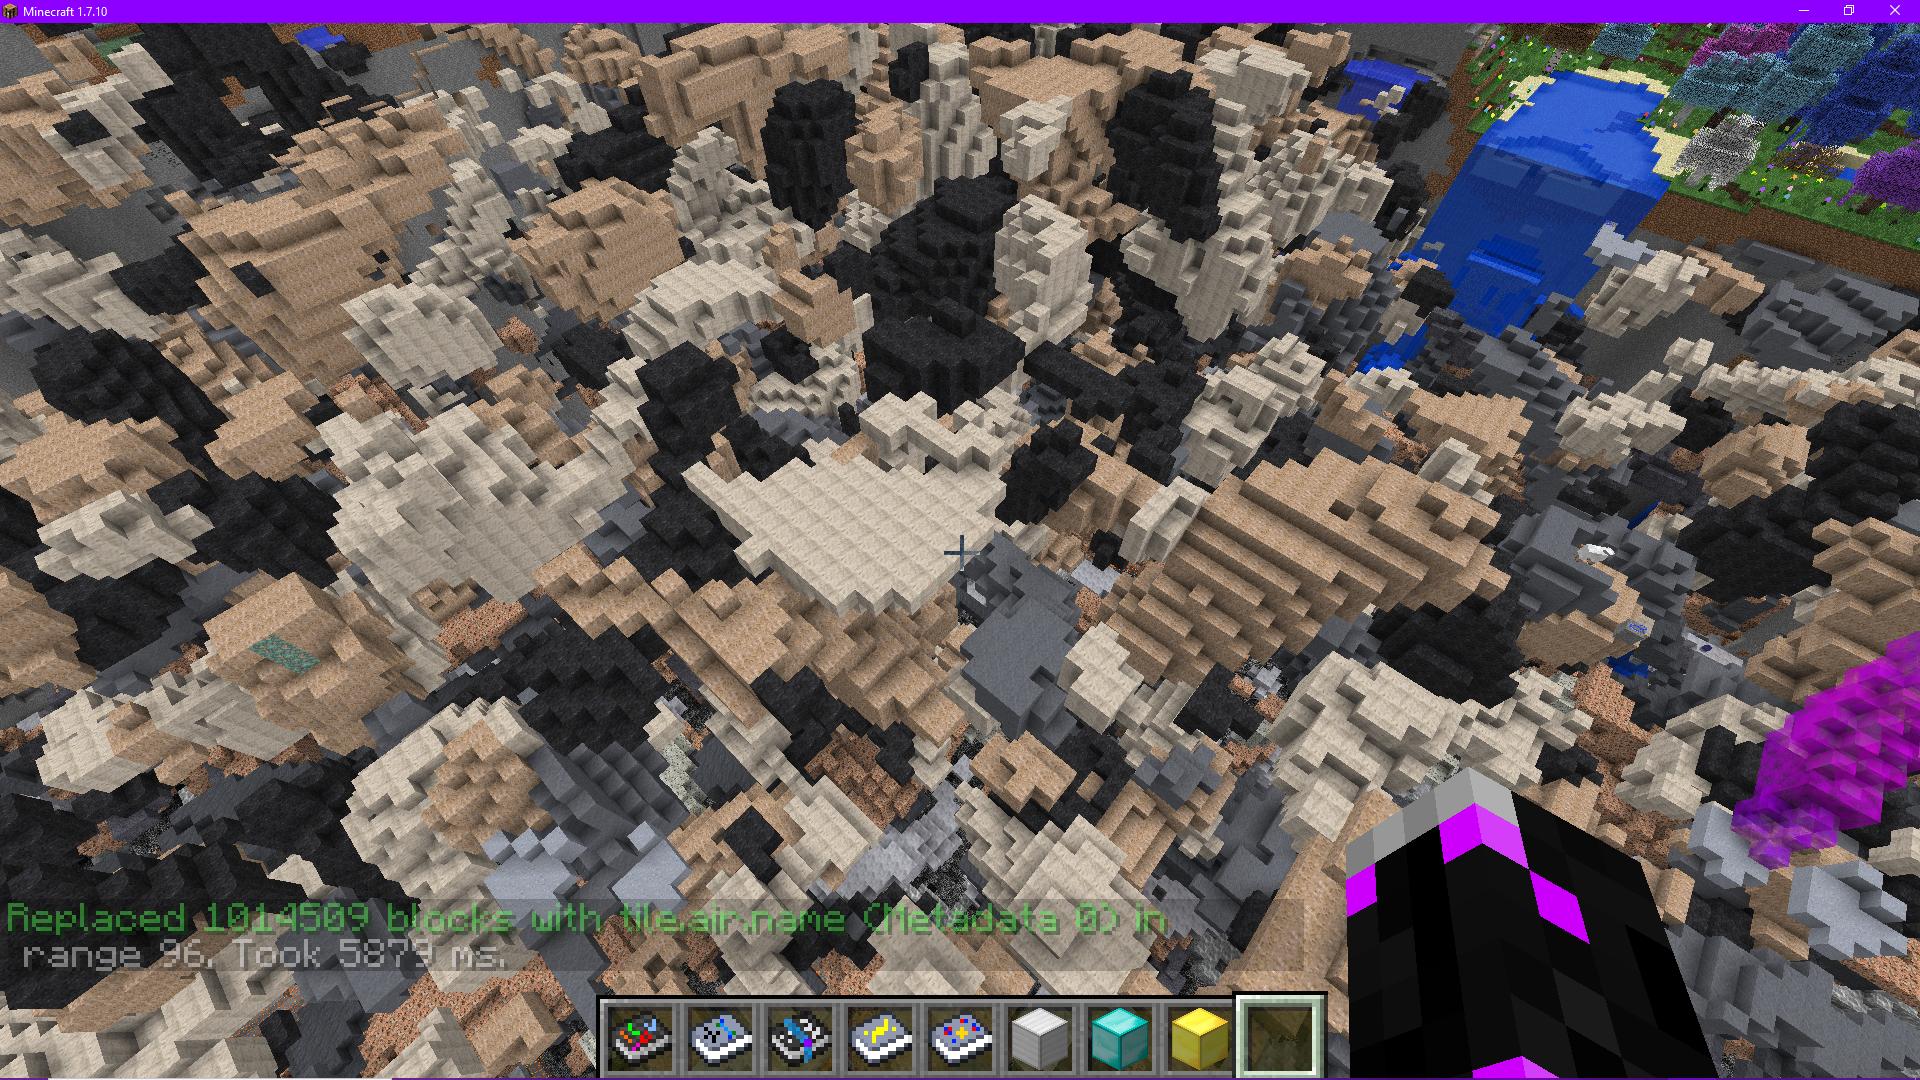 Minecraft 1.7.10
Replaced 1014509 blocks with tile.air.name (Metadata 0) in
range 96. Took 5879 ms.